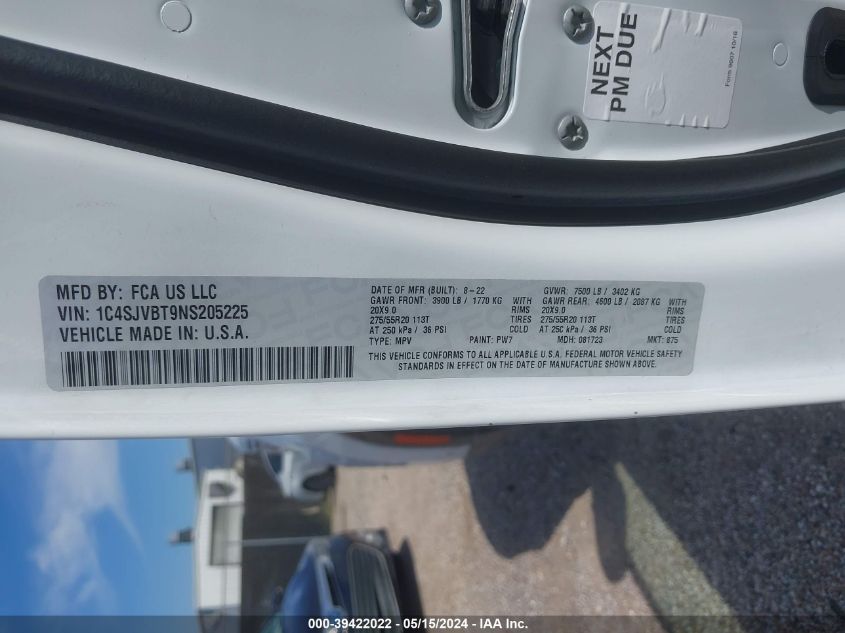 NEXT
PM DUE
Form 9007 10/16
MFD BY: FCA US LLC
VIN: 1C4SJVBT9NS205225
VEHICLE MADE IN: U.S.A.
DATE OF MFR (BUILT): 8-22 GVWR: 7500 LB / 3402 KG
GAWR FRONT: 3900 LB / 1770 KG WITH GAWR REAR: 4600 LB / 2087 KG WITH
20X9.0 RIMS 20X9.0 RIMS
275/55R20 113T TIRES 275/55R20 113T TIRES
AT 250 kPa / 36 PSI COLD AT 250 kPa / 36 PSI COLD
TYPE: MPV PAINT: PW7 MDH: 081723 MKT: 875
THIS VEHICLE CONFORMS TO ALL APPLICABLE U.S.A. FEDERAL MOTOR VEHICLE SAFETY
STANDARDS IN EFFECT ON THE DATE OF MANUFACTURE SHOWN ABOVE.
000-39422022 - 05/15/2024 - IAA Inc.